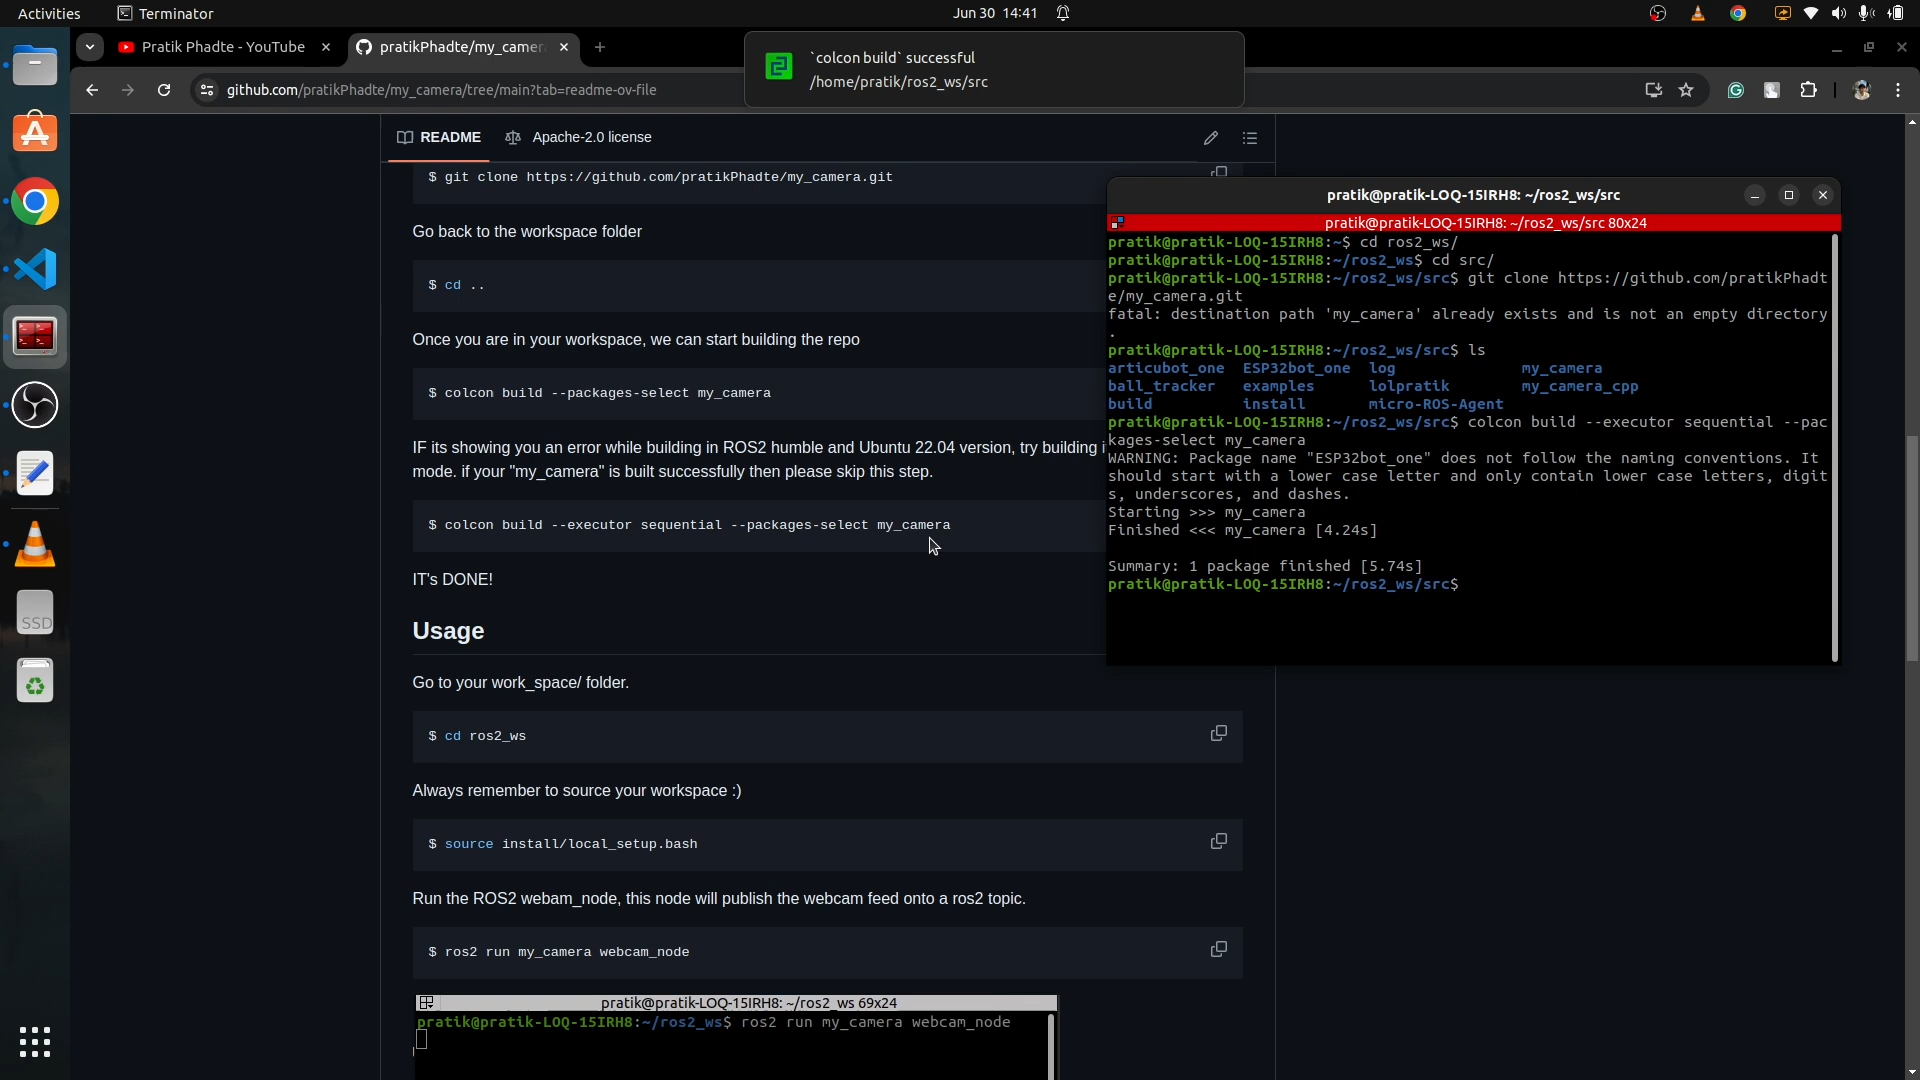 Activities
Terminator
Jun 30 14:41
Pratik Phadte - YouTube
pratikPhadte/my_camer
`colcon build` successful
/home/pratik/ros2_ws/src
github.com/pratikPhadte/my_camera/tree/main?tab=readme-ov-file
README
Apache-2.0 license
$ git clone https://github.com/pratikPhadte/my_camera.git
Go back to the workspace folder
$ cd ..
Once you are in your workspace, we can start building the repo
$ colcon build --packages-select my_camera
IF its showing you an error while building in ROS2 humble and Ubuntu 22.04 version, try building i
mode. if your "my_camera" is built successfully then please skip this step.
$ colcon build --executor sequential --packages-select my_camera
IT's DONE!
Usage
Go to your work_space/ folder.
$ cd ros2_ws
Always remember to source your workspace :)
$ source install/local_setup.bash
Run the ROS2 webam_node, this node will publish the webcam feed onto a ros2 topic.
$ ros2 run my_camera webcam_node
pratik@pratik-LOQ-15IRH8: ~/ros2_ws 69x24
pratik@pratik-LOQ-15IRH8:~/ros2_ws$ ros2 run my_camera webcam_node
pratik@pratik-LOQ-15IRH8: ~/ros2_ws/src
pratik@pratik-LOQ-15IRH8: ~/ros2_ws/src 80x24
pratik@pratik-LOQ-15IRH8:~$ cd ros2_ws/
pratik@pratik-LOQ-15IRH8:~/ros2_ws$ cd src/
pratik@pratik-LOQ-15IRH8:~/ros2_ws/src$ git clone https://github.com/pratikPhadt
e/my_camera.git
fatal: destination path 'my_camera' already exists and is not an empty directory
.
pratik@pratik-LOQ-15IRH8:~/ros2_ws/src$ ls
articubot_one ESP32bot_one log my_camera
ball_tracker examples lolpratik my_camera_cpp
build install micro-ROS-Agent
pratik@pratik-LOQ-15IRH8:~/ros2_ws/src$ colcon build --executor sequential --pac
kages-select my_camera
WARNING: Package name "ESP32bot_one" does not follow the naming conventions. It
should start with a lower case letter and only contain lower case letters, digit
s, underscores, and dashes.
Starting >>> my_camera
Finished <<< my_camera [4.24s]
Summary: 1 package finished [5.74s]
pratik@pratik-LOQ-15IRH8:~/ros2_ws/src$
SSD